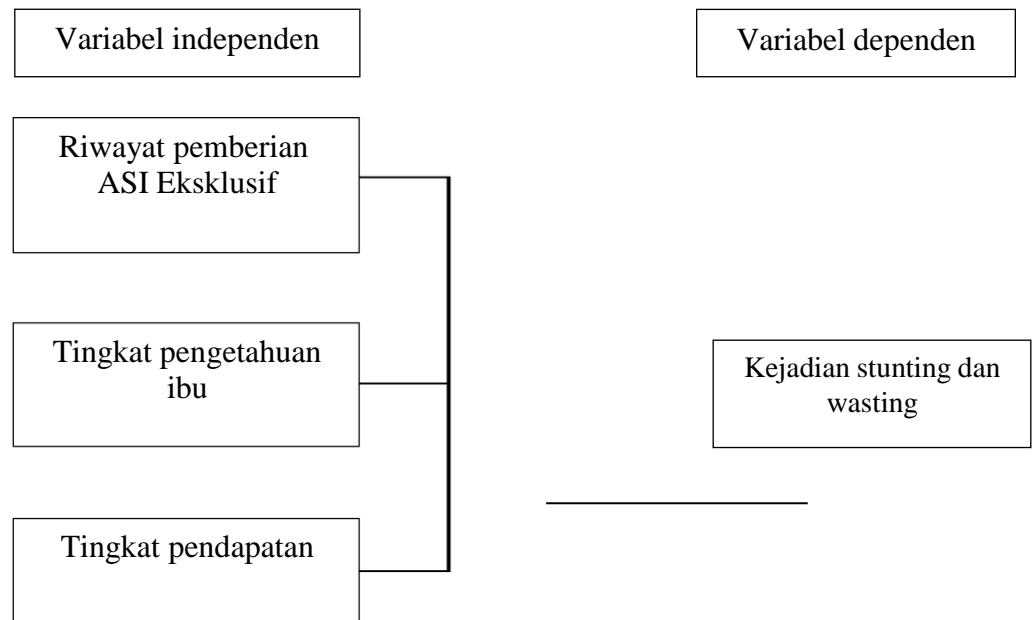 Variabel independen
Variabel dependen
Riwayat pemberian
ASI Eksklusif
Tingkat pengetahuan
ibu
Kejadian stunting dan
wasting
Tingkat pendapatan